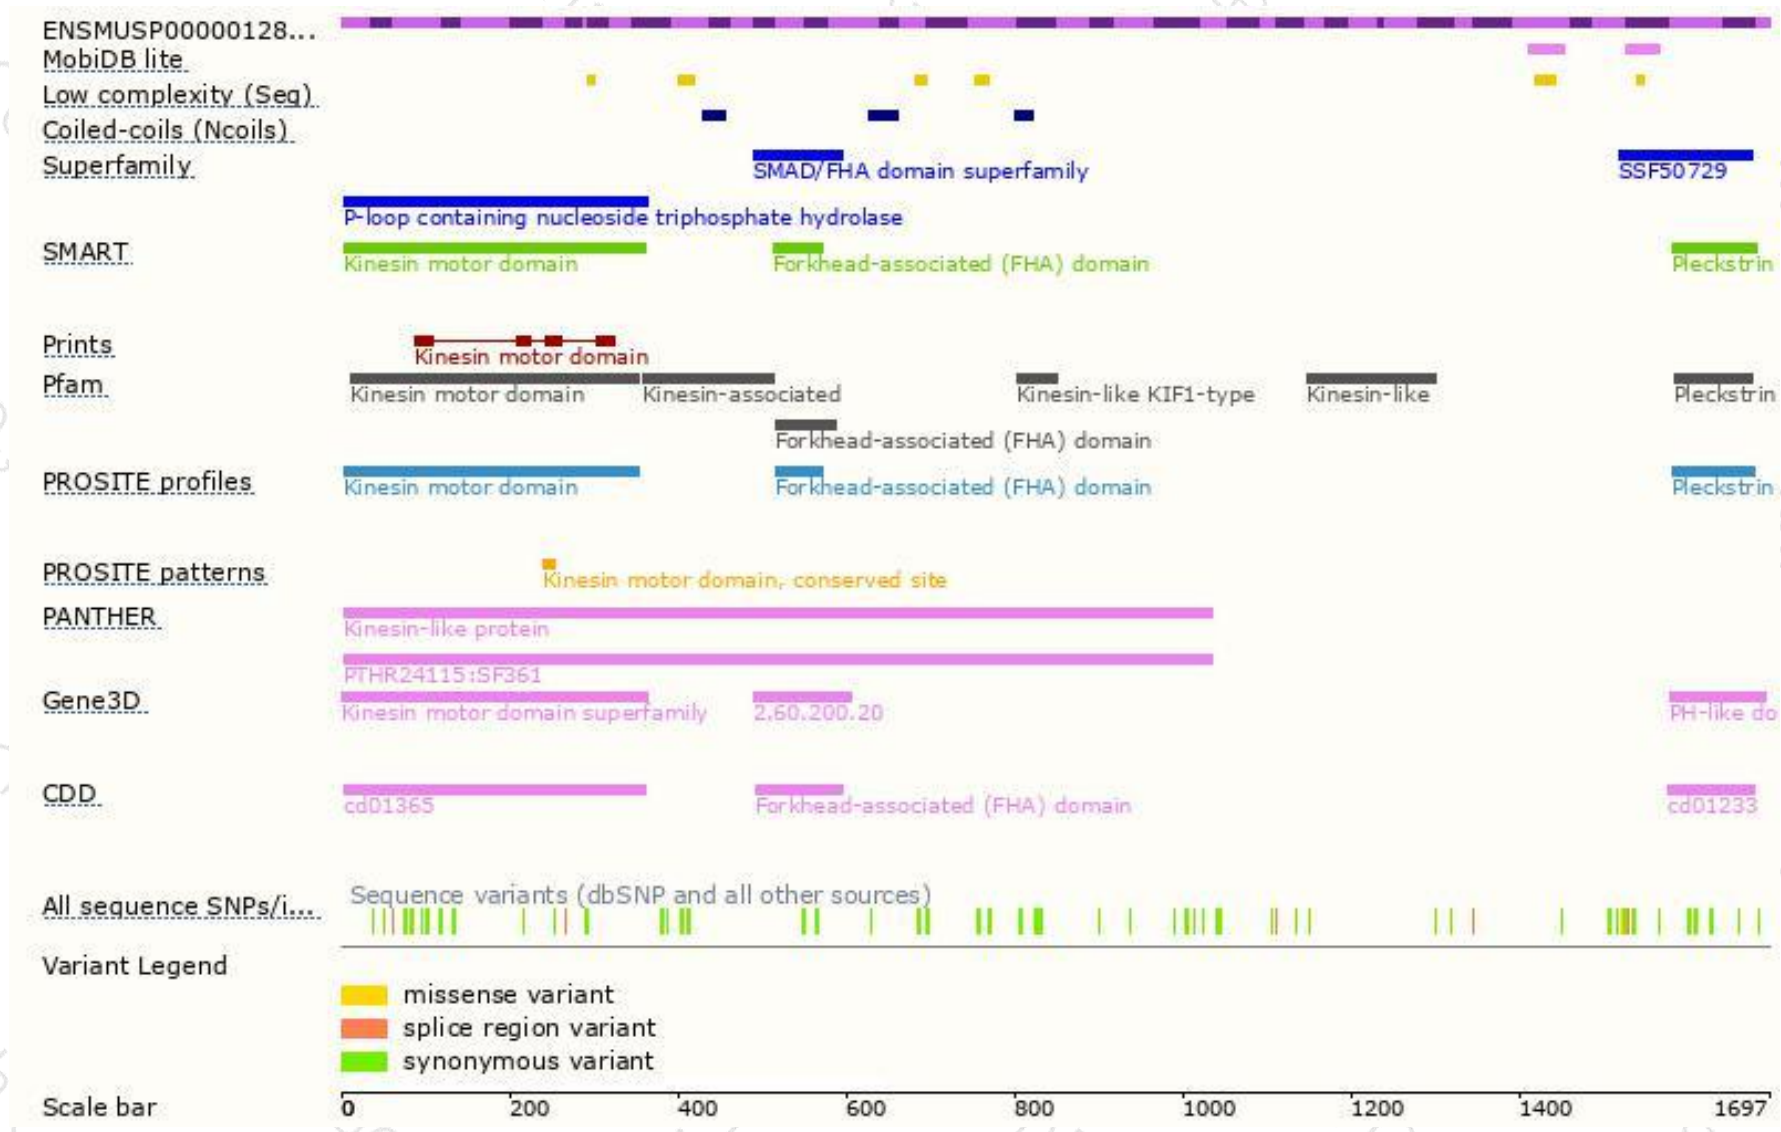 ENSMUSP00000128...
MobiDB lite
Low complexity (Seg)
Coiled-coils (Ncoils)
Superfamily
SMAD/FHA domain superfamily
SSF50729
P-loop containing nucleoside triphosphate hydrolase
SMART
Kinesin motor domain
Forkhead-associated (FHA) domain
Pleckstrin
Prints
Kinesin motor domain
Pfam
Kinesin motor domain
Kinesin-associated
Kinesin-like KIF1-type
Kinesin-like
Pleckstrin
Forkhead-associated (FHA) domain
PROSITE profiles
Kinesin motor domain
Forkhead-associated (FHA) domain
Pleckstrin
PROSITE patterns
Kinesin motor domain, conserved site
PANTHER
Kinesin-like protein
PTHR24115:SF361
Gene3D
Kinesin motor domain superfamily
2.60.200.20
PH-like do
CDD
cd01365
Forkhead-associated (FHA) domain
cd01233
Sequence variants (dbSNP and all other sources)
All sequence SNPs/i...
Variant Legend
missense variant
splice region variant
synonymous variant
Scale bar
0 200 400 600 800 1000 1200 1400 1697